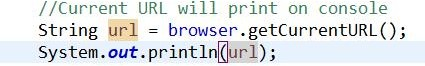 //Current URL will print on console
String url = browser.getCurrentURL();
System.out.println(url);